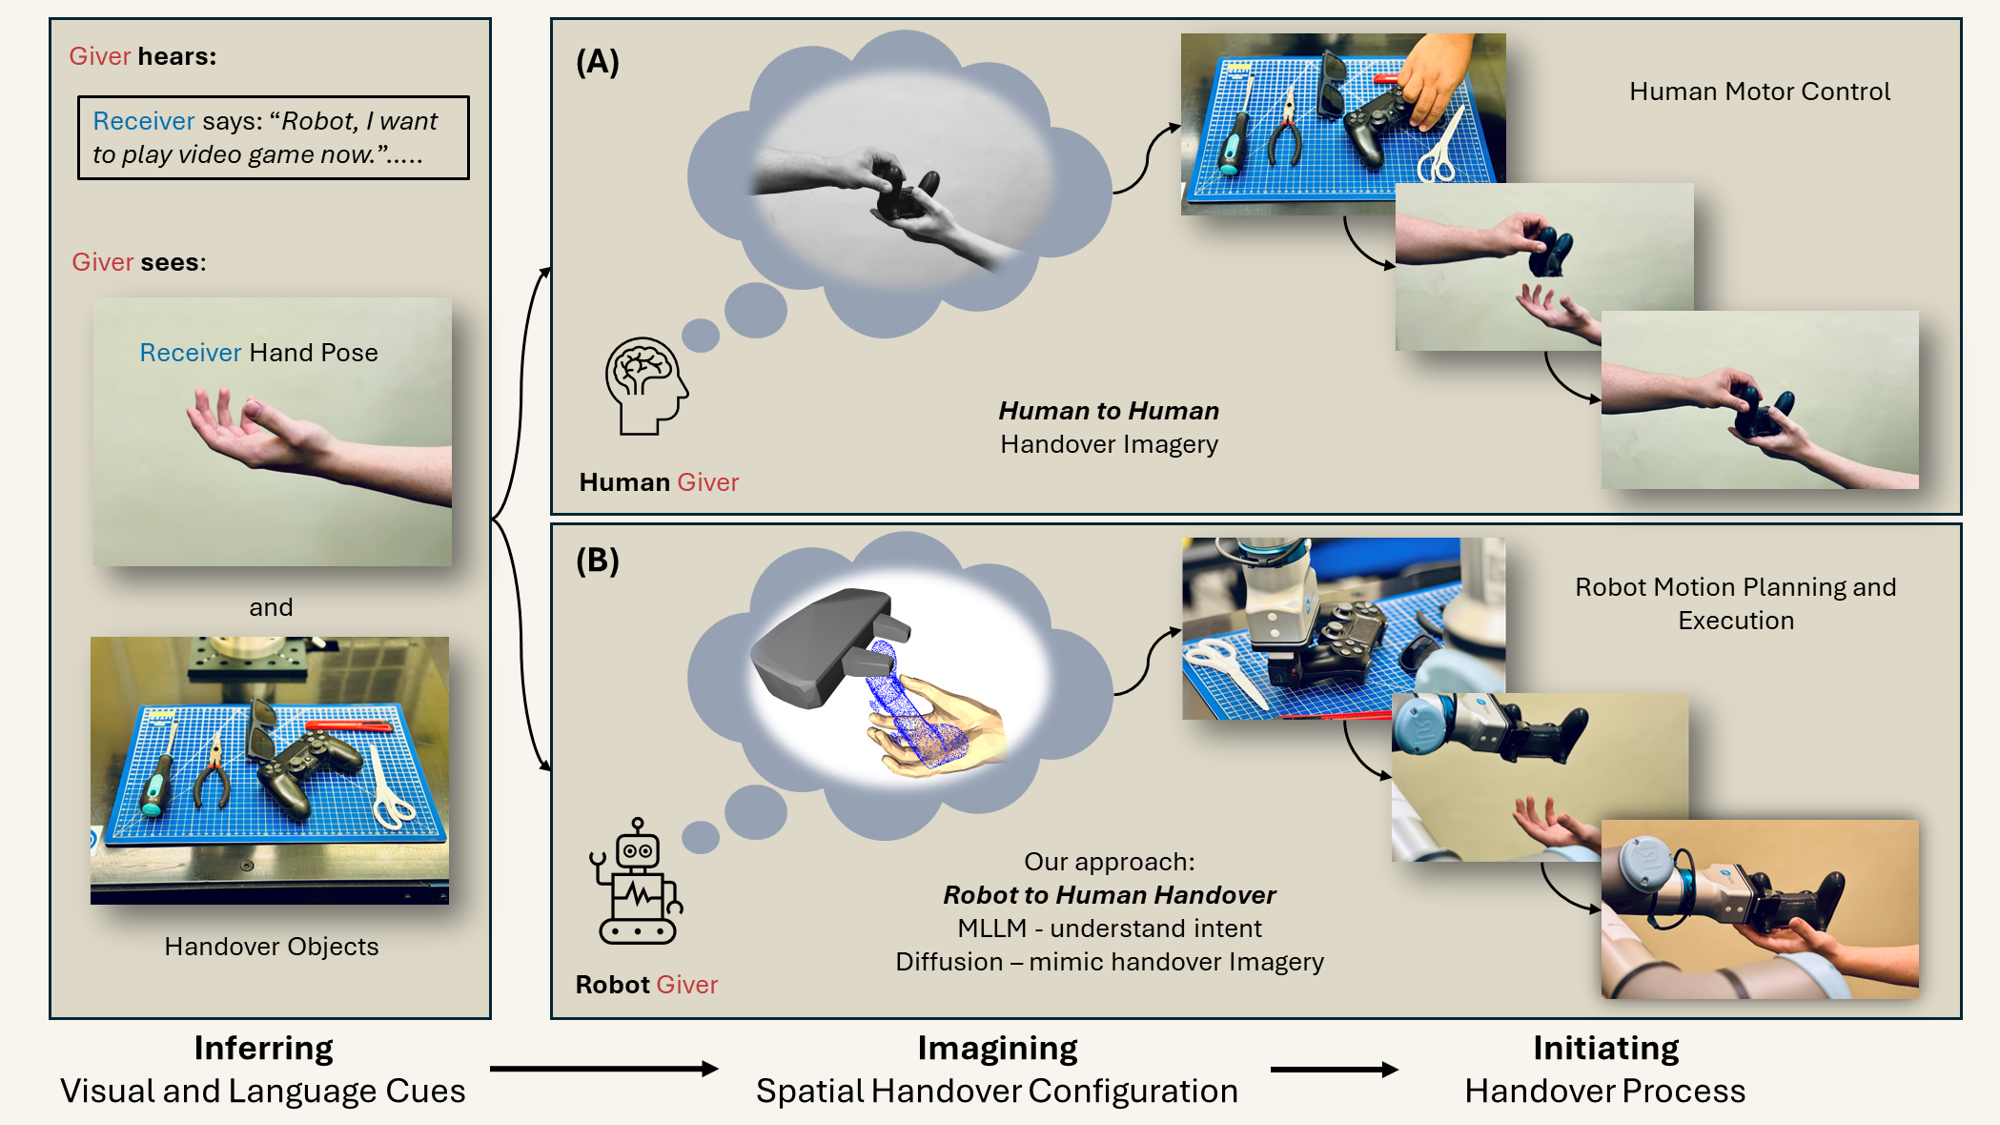 Giver hears:
Receiver says: “Robot, I want
to play video game now.”.....
Giver sees:
Receiver Hand Pose
and
Handover Objects
(A)
Human Motor Control
Human to Human
Handover Imagery
Human Giver
(B)
Robot Motion Planning and
Execution
Our approach:
Robot to Human Handover
MLLM - understand intent
Diffusion – mimic handover Imagery
Robot Giver
Inferring
Visual and Language Cues
Imagining
Spatial Handover Configuration
Initiating
Handover Process